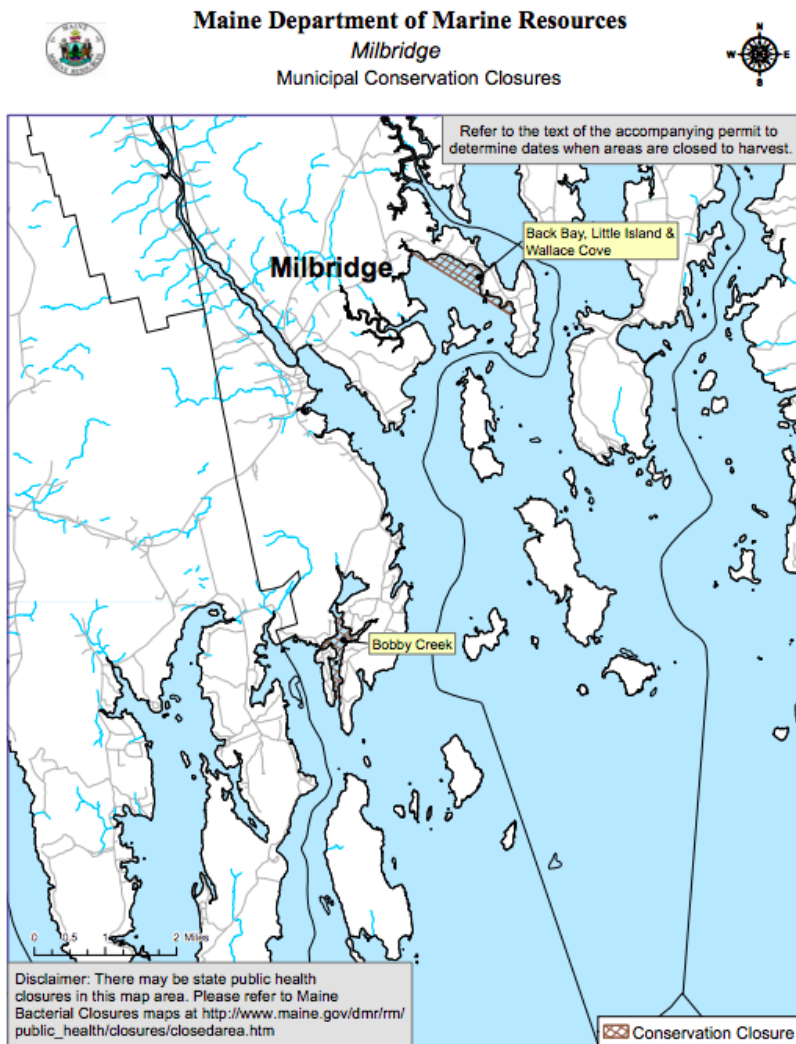 Maine Department of Marine Resources
Milbridge
Municipal Conservation Closures
N
W
E
S
Refer to the text of the accompanying permit to
determine dates when areas are closed to harvest.
Back Bay, Little Island &
Wallace Cove
Milbridge
Bobby Creek
0 0.5 1 2 Miles
Disclaimer: There may be state public health
closures in this map area. Please refer to Maine
Bacterial Closures maps at http://www.maine.gov/dmr/rm/
public_health/closures/closedarea.htm
Conservation Closure